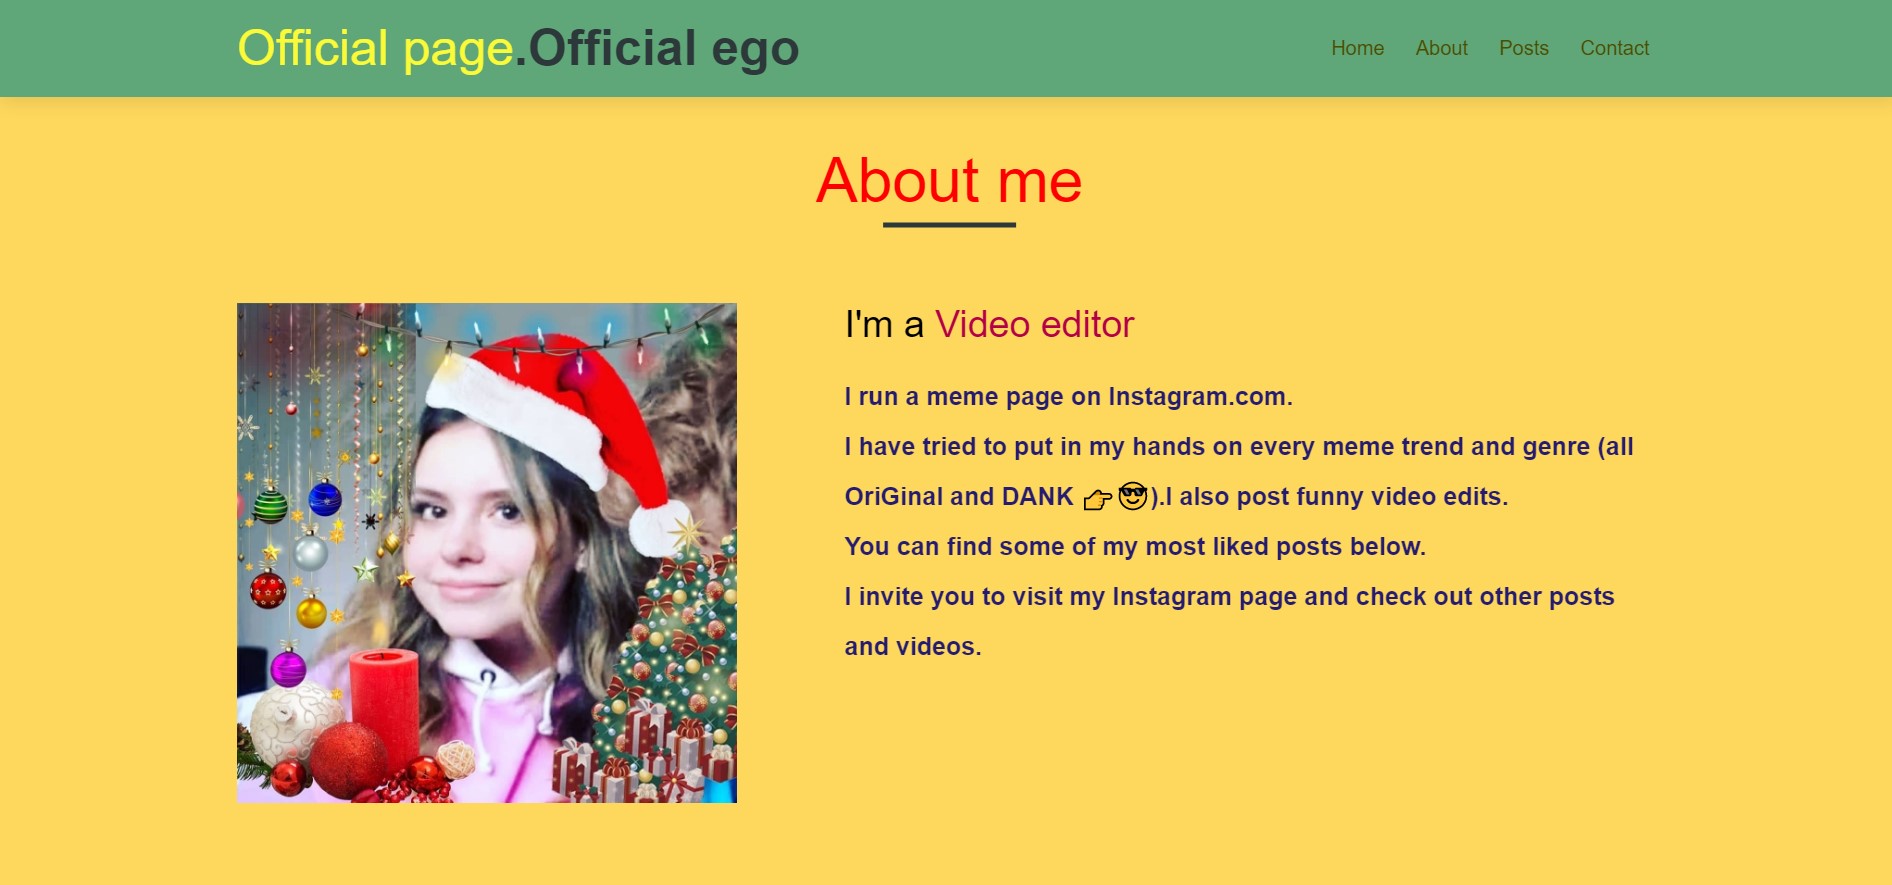 Official page.Official ego
Home About Posts Contact
About me
I'm a Video editor
I run a meme page on Instagram.com.
I have tried to put in my hands on every meme trend and genre (all
OriGinal and DANK 👉😎).I also post funny video edits.
You can find some of my most liked posts below.
I invite you to visit my Instagram page and check out other posts
and videos.